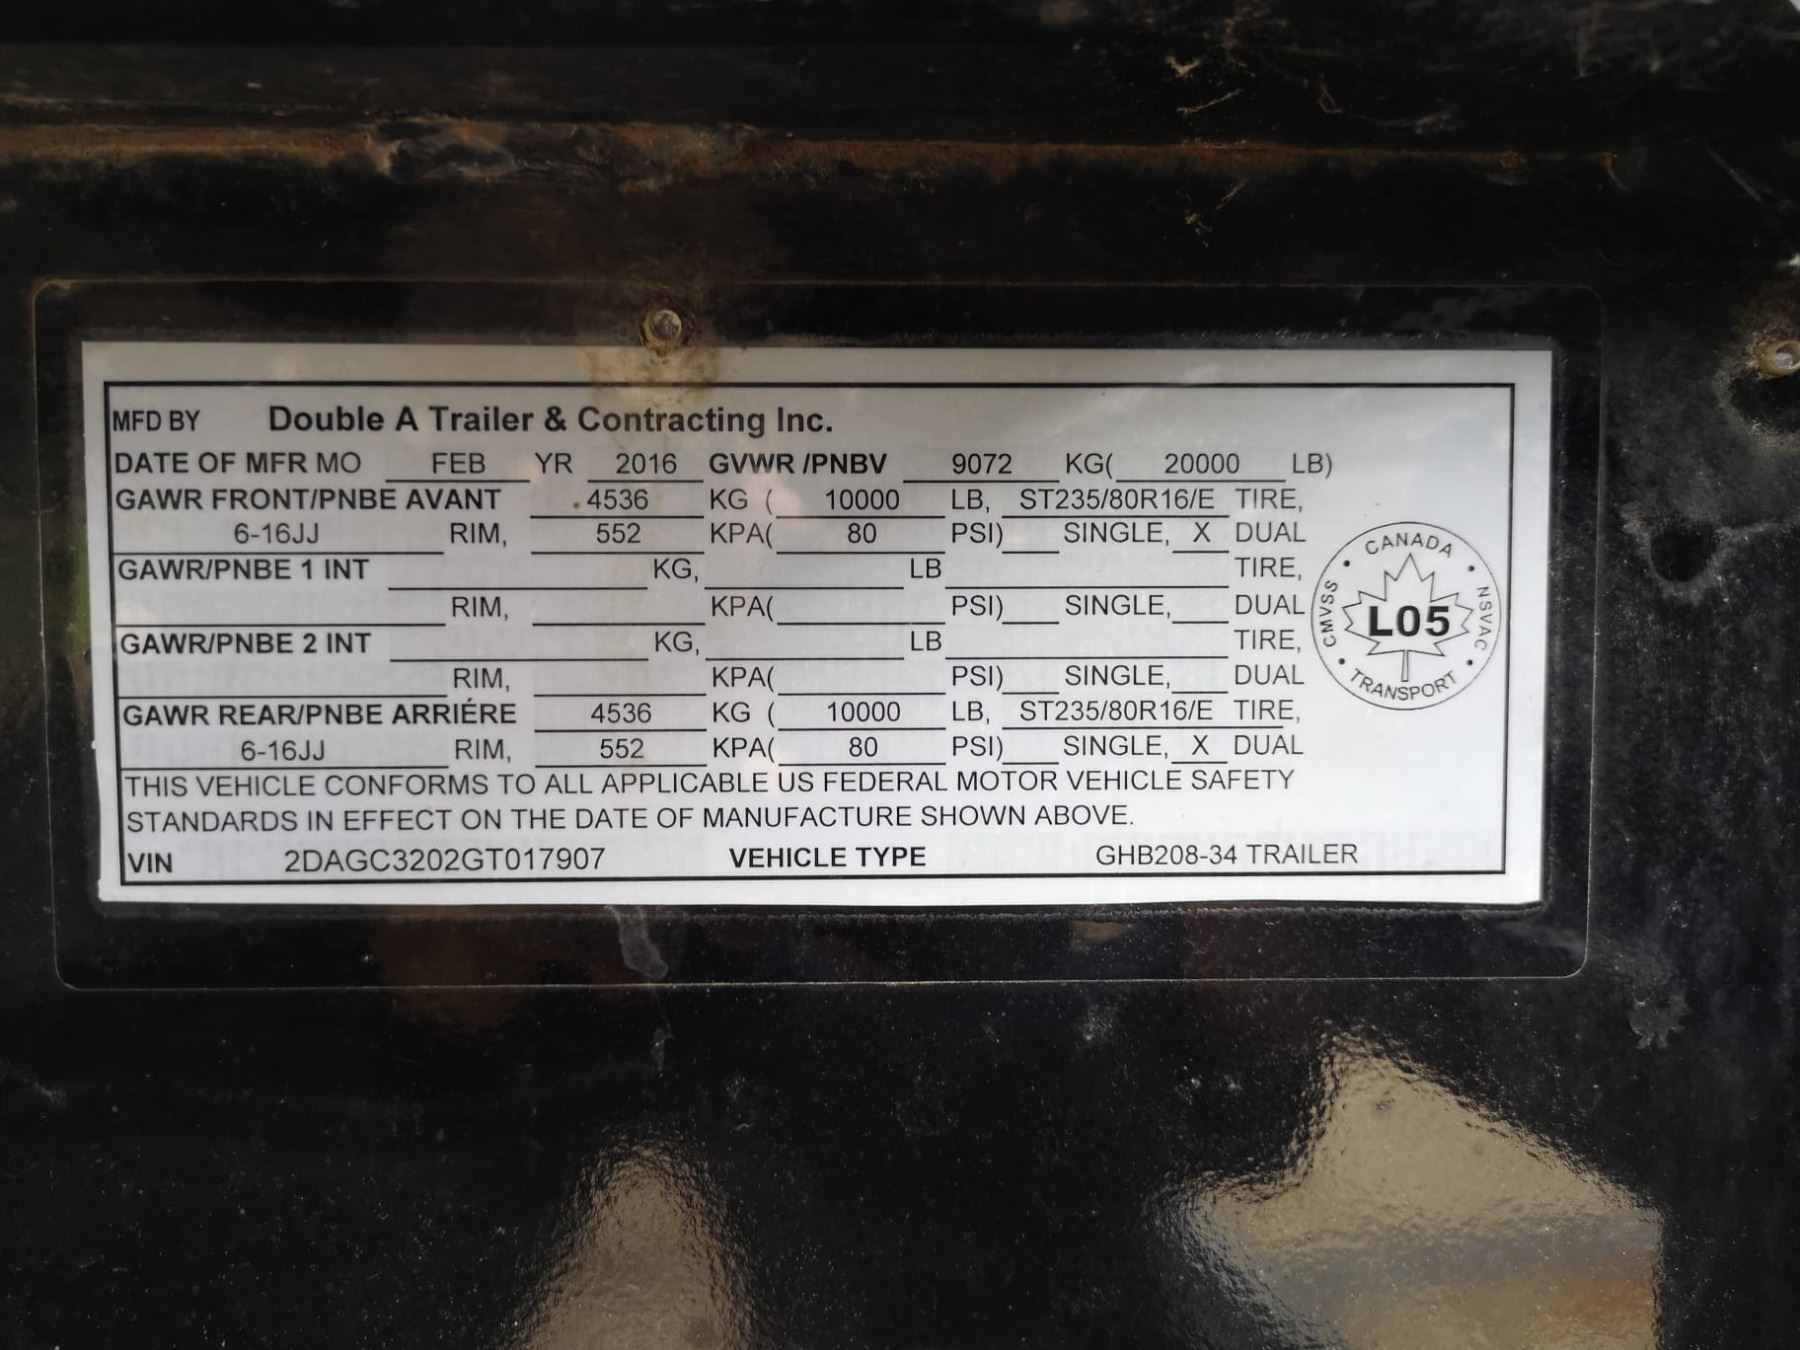 MFD BY Double A Trailer & Contracting Inc.
DATE OF MFR MO FEB YR 2016 GVWR /PNBV 9072 KG( 20000 LB)
GAWR FRONT/PNBE AVANT 4536 KG ( 10000 LB, ST235/80R16/E TIRE,
6-16JJ RIM, 552 KPA( 80 PSI) SINGLE, X DUAL
GAWR/PNBE 1 INT KG, LB TIRE,
RIM, KPA( PSI) SINGLE, DUAL
GAWR/PNBE 2 INT KG, LB TIRE,
RIM, KPA( PSI) SINGLE, DUAL
GAWR REAR/PNBE ARRIÉRE 4536 KG ( 10000 LB, ST235/80R16/E TIRE,
6-16JJ RIM, 552 KPA( 80 PSI) SINGLE, X DUAL
THIS VEHICLE CONFORMS TO ALL APPLICABLE US FEDERAL MOTOR VEHICLE SAFETY
STANDARDS IN EFFECT ON THE DATE OF MANUFACTURE SHOWN ABOVE.
VIN 2DAGC3202GT017907 VEHICLE TYPE GHB208-34 TRAILER
CANADA
CMVSS
L05
NSVAC
TRANSPORT